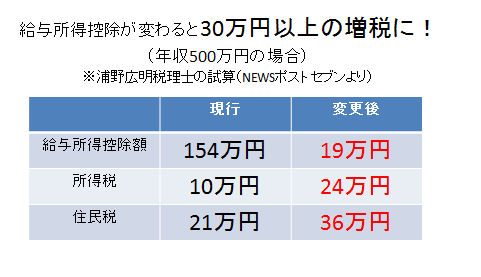 給与所得控除が変わると30万円以上の増税に！
（年収500万円の場合）
※浦野広明税理士の試算（NEWSポストセブンより）
現行 変更後
給与所得控除額 154万円 19万円
所得税 10万円 24万円
住民税 21万円 36万円